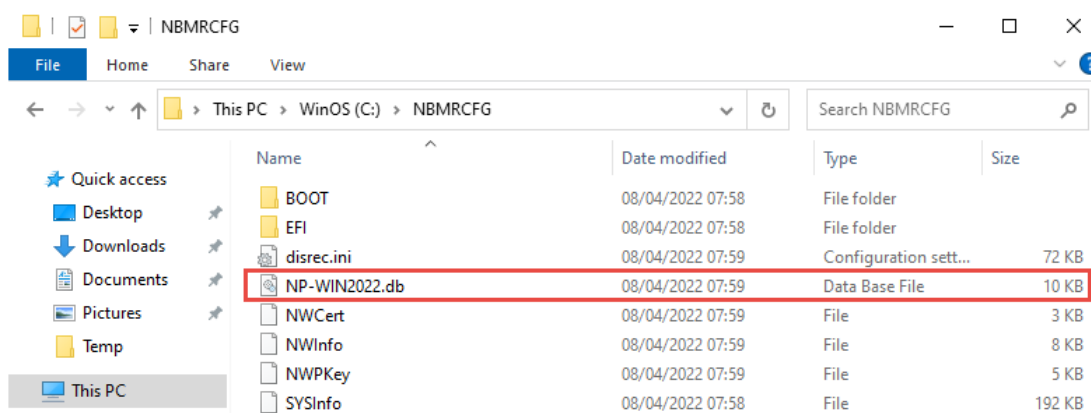 NBMRCFG
File Home Share View
This PC > WinOS (C:) > NBMRCFG Search NBMRCFG
Name Date modified Type Size
Quick access
Desktop
Downloads
Documents
Pictures
Temp
This PC
BOOT 08/04/2022 07:58 File folder
EFI 08/04/2022 07:58 File folder
disrec.ini 08/04/2022 07:59 Configuration sett... 72 KB
NP-WIN2022.db 08/04/2022 07:59 Data Base File 10 KB
NWCert 08/04/2022 07:59 File 3 KB
NWInfo 08/04/2022 07:59 File 8 KB
NWPKey 08/04/2022 07:59 File 5 KB
SYSInfo 08/04/2022 07:59 File 192 KB